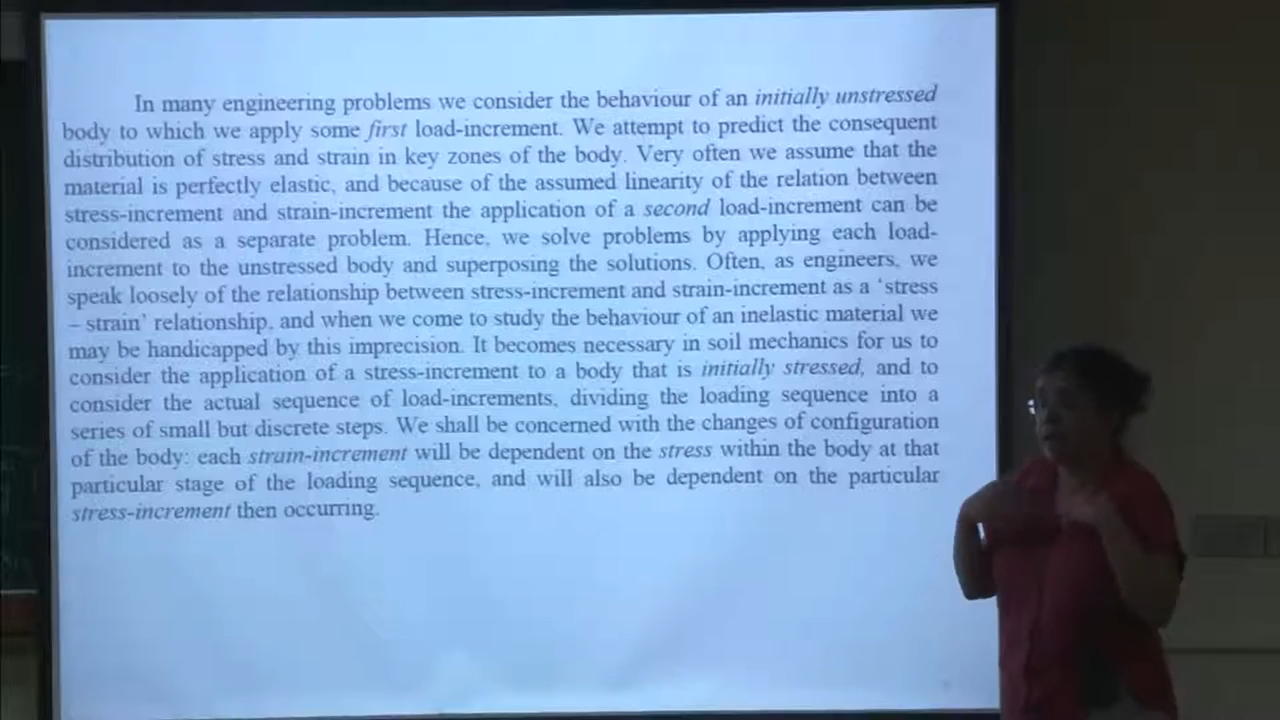 In many engineering problems we consider the behaviour of an initially unstressed
body to which we apply some first load-increment. We attempt to predict the consequent
distribution of stress and strain in key zones of the body. Very often we assume that the
material is perfectly elastic, and because of the assumed linearity of the relation between
stress-increment and strain-increment the application of a second load-increment can be
considered as a separate problem. Hence, we solve problems by applying each load-
increment to the unstressed body and superposing the solutions. Often, as engineers, we
speak loosely of the relationship between stress-increment and strain-increment as a ‘stress
– strain’ relationship, and when we come to study the behaviour of an inelastic material we
may be handicapped by this imprecision. It becomes necessary in soil mechanics for us to
consider the application of a stress-increment to a body that is initially stressed, and to
consider the actual sequence of load-increments, dividing the loading sequence into a
series of small but discrete steps. We shall be concerned with the changes of configuration
of the body: each strain-increment will be dependent on the stress within the body at that
particular stage of the loading sequence, and will also be dependent on the particular
stress-increment then occurring.